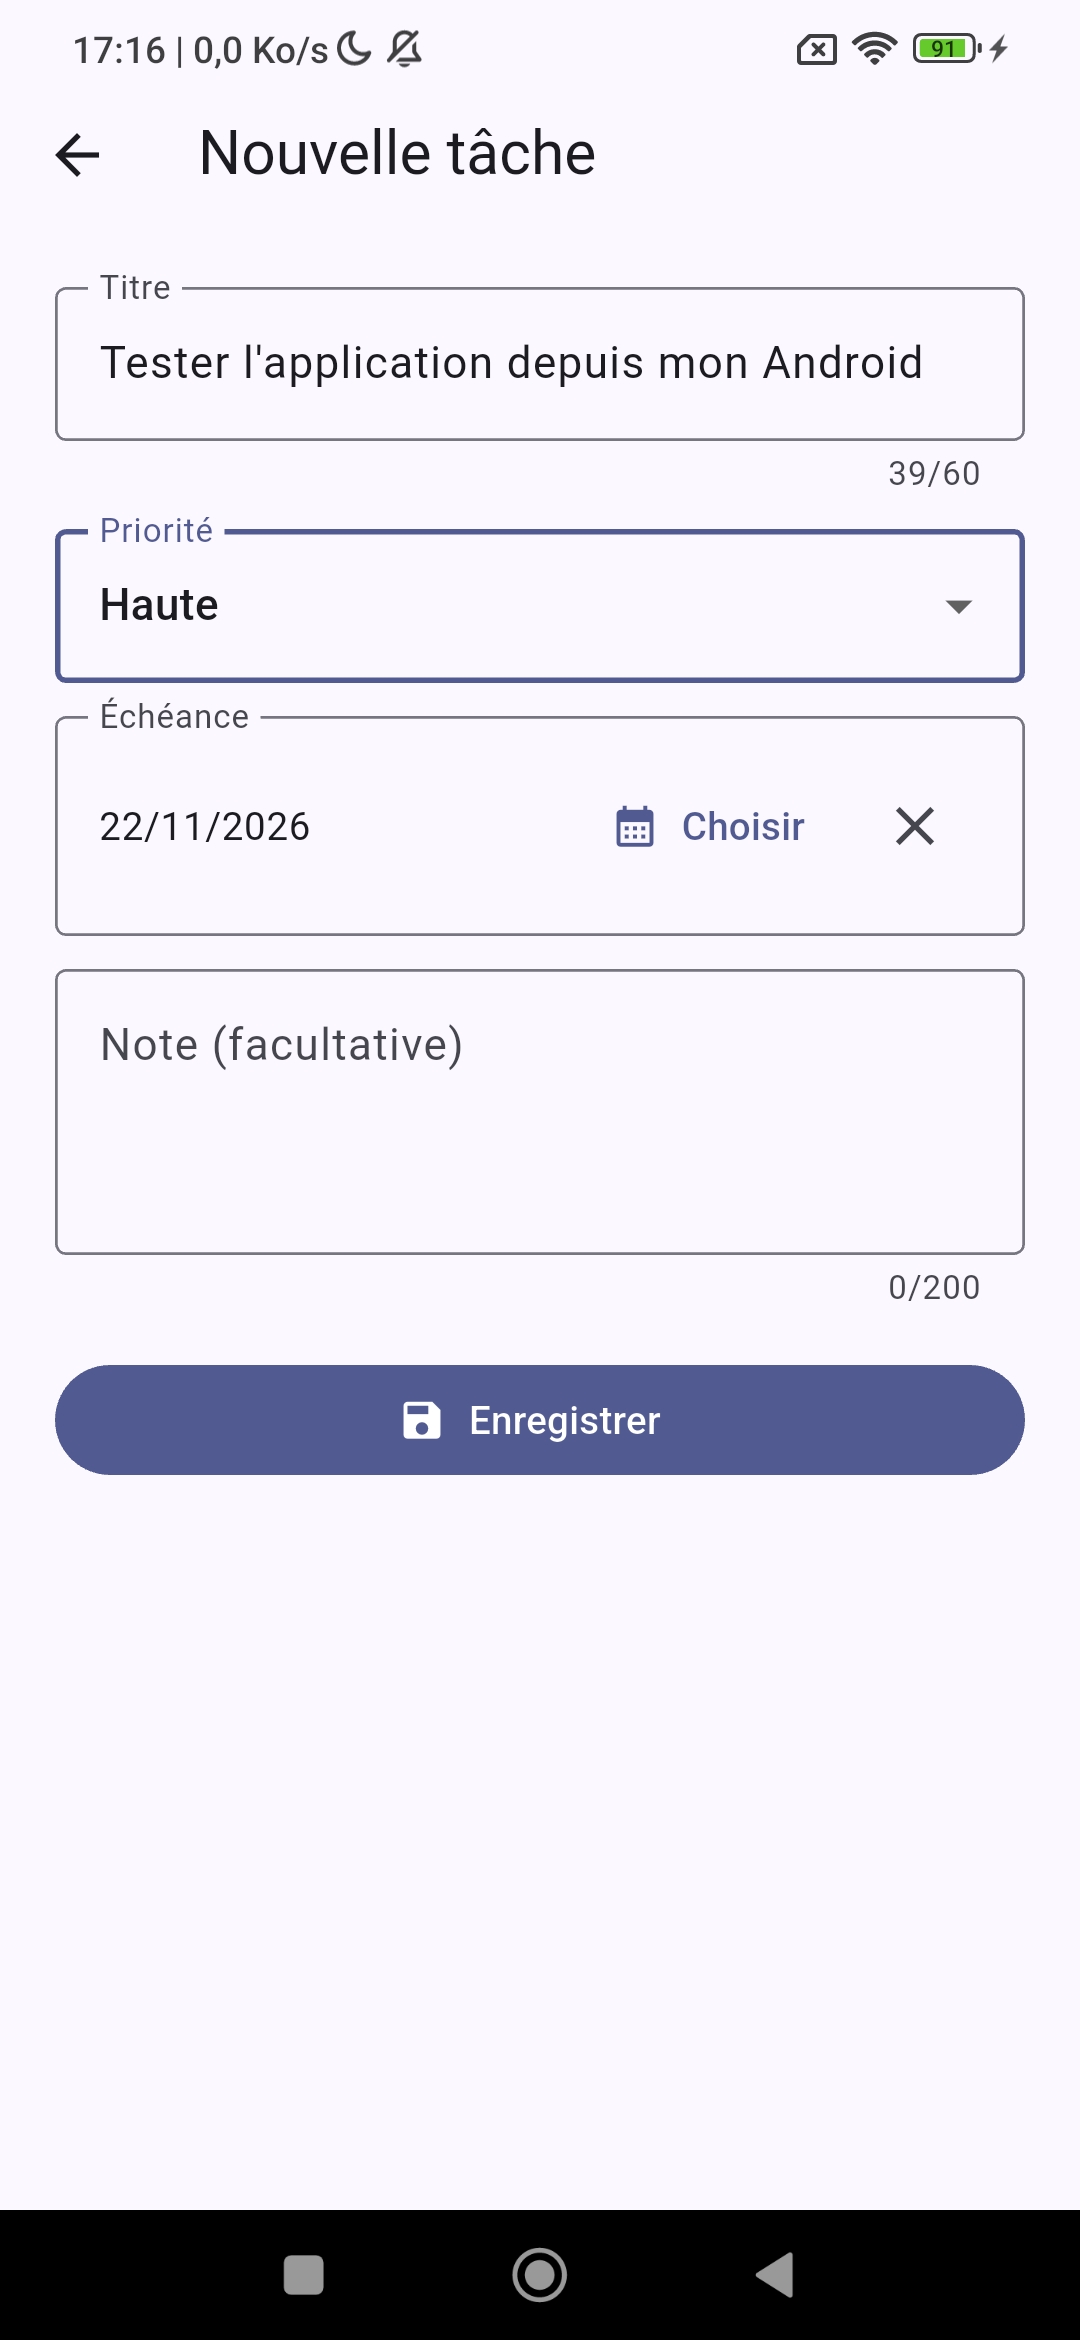 17:16 | 0,0 Ko/s
91
Nouvelle tâche
Titre
Tester l'application depuis mon Android
39/60
Priorité
Haute
Échéance
22/11/2026
Choisir
Note (facultative)
0/200
Enregistrer